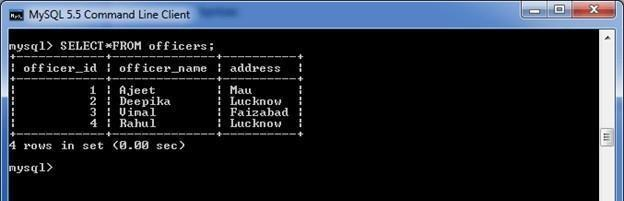 MySQL 5.5 Command Line Client
mysql> SELECT*FROM officers;
+------------+--------------+-----------+
| officer_id | officer_name | address |
+------------+--------------+-----------+
| 1 | Ajeet | Mau |
| 2 | Deepika | Lucknow |
| 3 | Vimal | Faizabad |
| 4 | Rahul | Lucknow |
+------------+--------------+-----------+
4 rows in set (0.00 sec)
mysql>